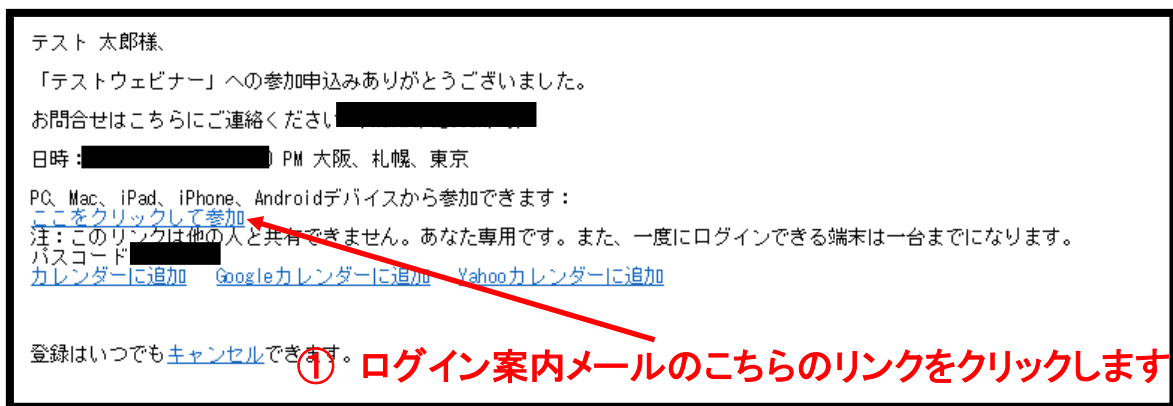 テスト 太郎様、
「テストウェビナー」への参加申込みありがとうございました。
お問合せはこちらにご連絡ください
日時： PM 大阪、札幌、東京
PC、Mac、iPad、iPhone、Androidデバイスから参加できます：
ここをクリックして参加
注：このリンクは他の人と共有できません。あなた専用です。また、一度にログインできる端末は一台までになります。
パスコード
カレンダーに追加 Googleカレンダーに追加 Yahooカレンダーに追加
登録はいつでもキャンセルできます。
① ログイン案内メールのこちらのリンクをクリックします